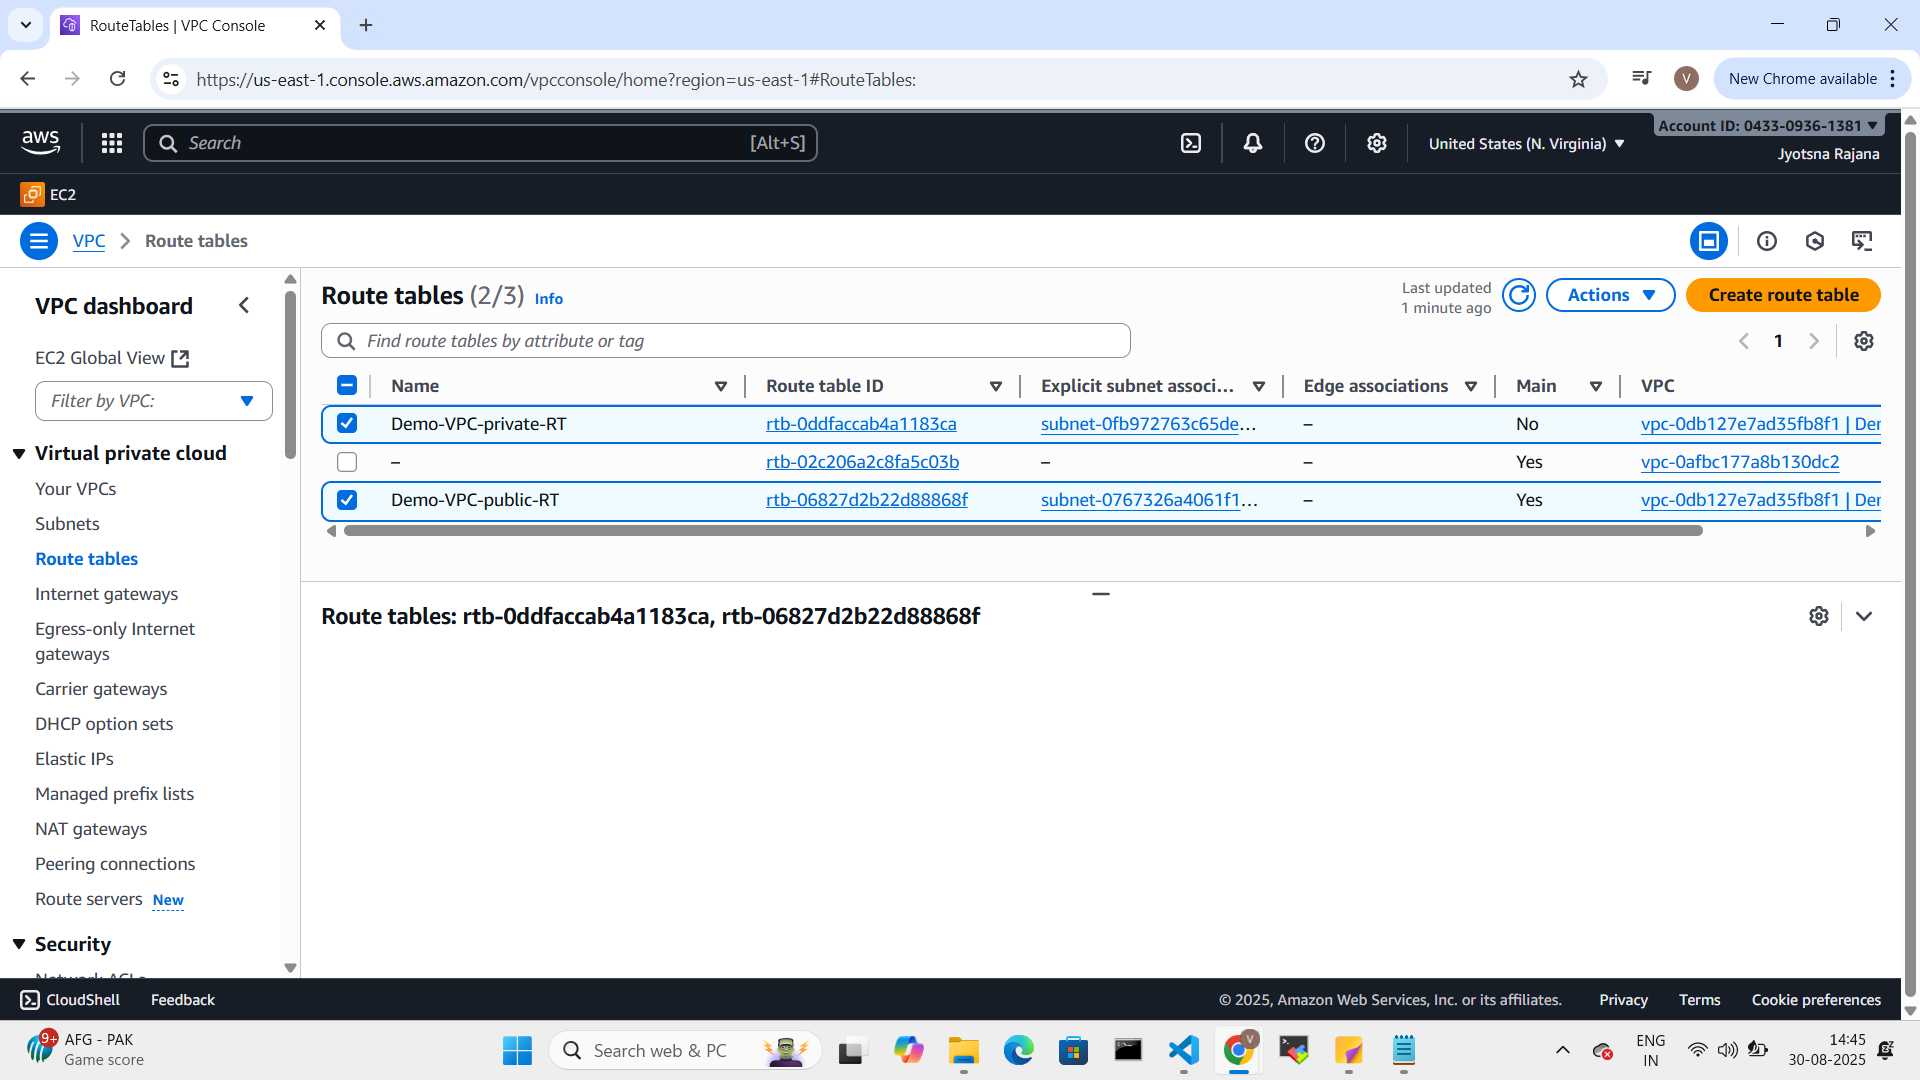 RouteTables | VPC Console
https://us-east-1.console.aws.amazon.com/vpcconsole/home?region=us-east-1#RouteTables:
V
New Chrome available
aws
Search
[Alt+S]
United States (N. Virginia)
Account ID: 0433-0936-1381
Jyotsna Rajana
EC2
VPC
Route tables
VPC dashboard
EC2 Global View
Filter by VPC:
Virtual private cloud
Your VPCs
Subnets
Route tables
Internet gateways
Egress-only Internet
gateways
Carrier gateways
DHCP option sets
Elastic IPs
Managed prefix lists
NAT gateways
Peering connections
Route servers New
Security
Route tables (2/3) Info
Last updated
1 minute ago
Actions
Create route table
Find route tables by attribute or tag
1
Name Route table ID Explicit subnet associ... Edge associations Main VPC
Demo-VPC-private-RT rtb-0ddfaccab4a1183ca subnet-0fb972763c65de... – No vpc-0db127e7ad35fb8f1 | Der
– rtb-02c206a2c8fa5c03b – – Yes vpc-0afbc177a8b130dc2
Demo-VPC-public-RT rtb-06827d2b22d88868f subnet-0767326a4061f1... – Yes vpc-0db127e7ad35fb8f1 | Der
Route tables: rtb-0ddfaccab4a1183ca, rtb-06827d2b22d88868f
CloudShell Feedback
© 2025, Amazon Web Services, Inc. or its affiliates. Privacy Terms Cookie preferences
9+
AFG - PAK
Game score
Search web & PC
V
ENG
IN
14:45
30-08-2025